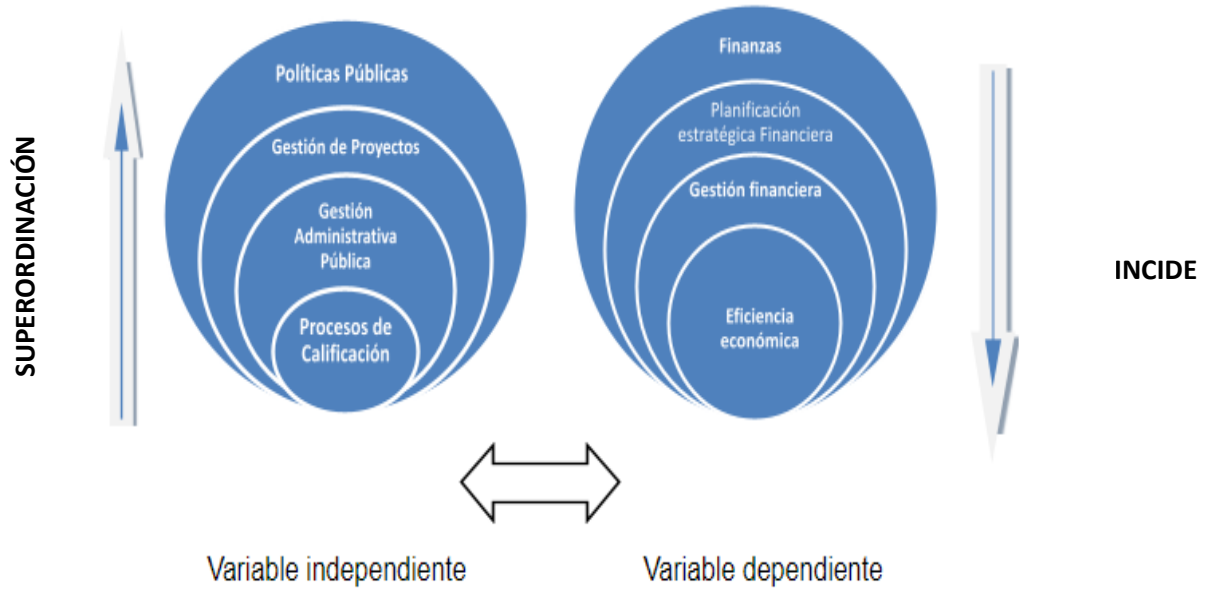 SUPERORDINACIÓN
Políticas Públicas
Gestión de Proyectos
Gestión
Administrativa
Pública
Procesos de
Calificación
Finanzas
Planificación
estratégica Financiera
Gestión financiera
Eficiencia
económica
INCIDE
Variable independiente
Variable dependiente